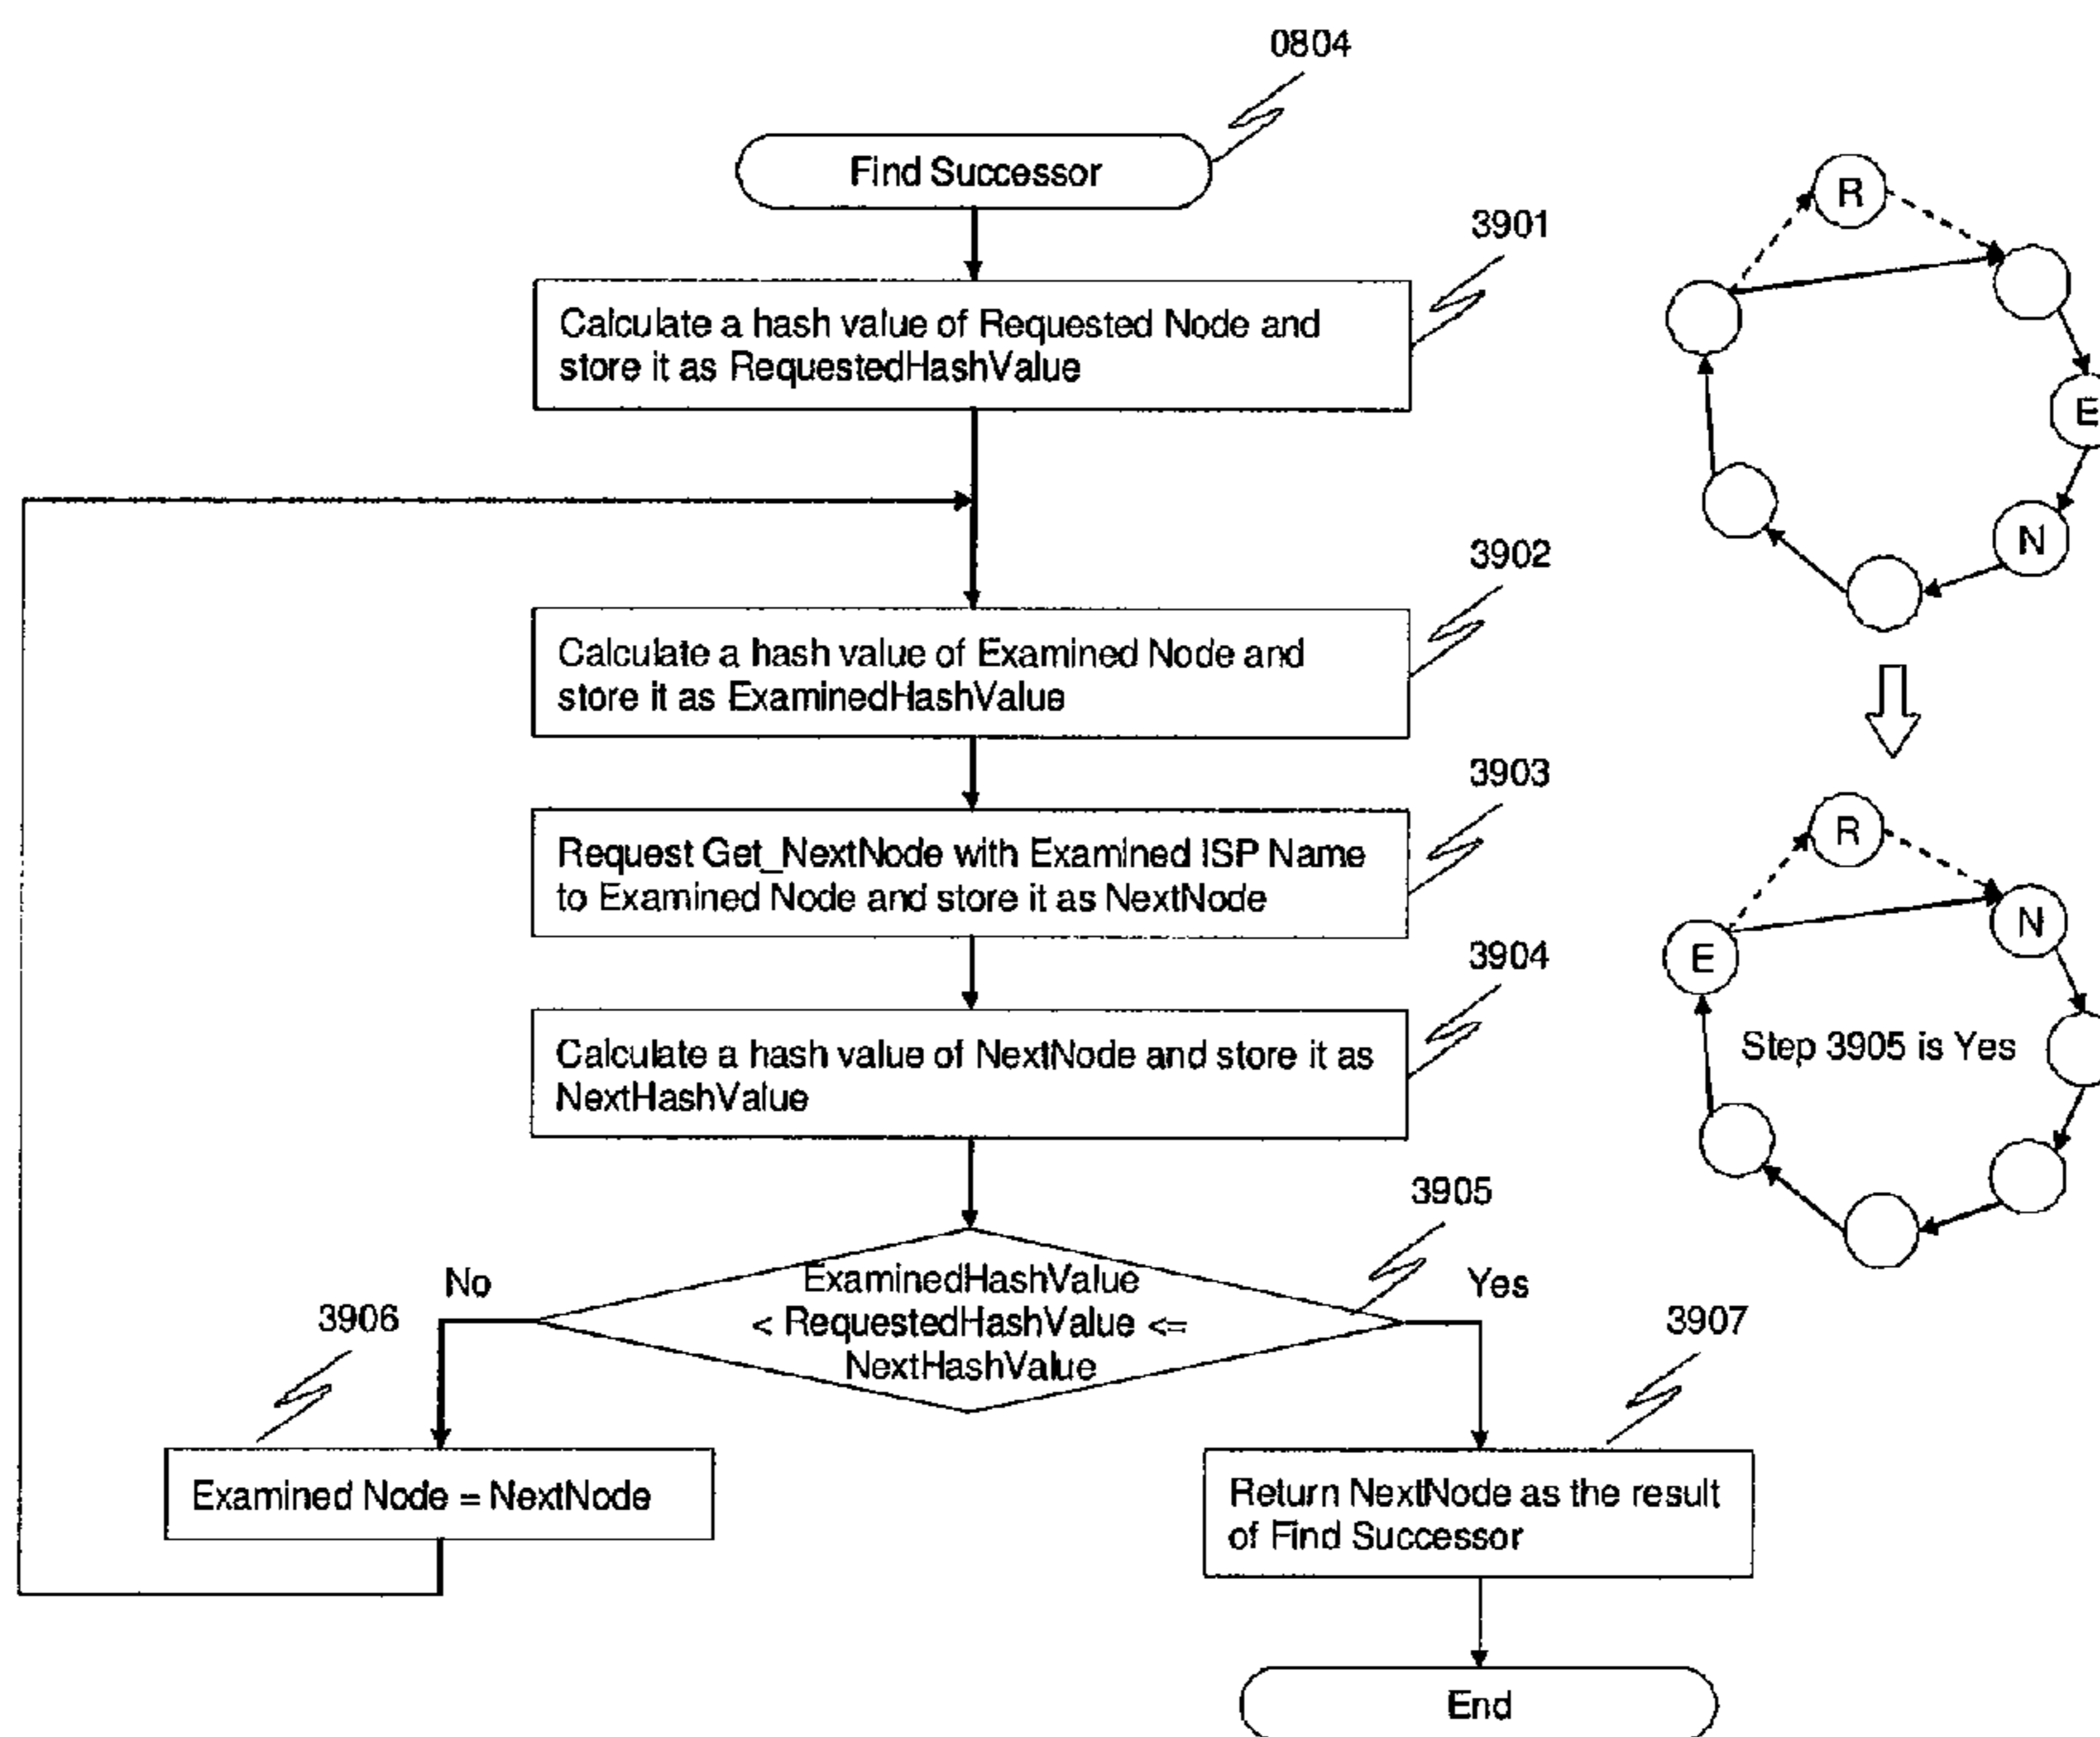 0804
Find Successor
3901
Calculate a hash value of Requested Node and
store it as RequestedHashValue
3902
Calculate a hash value of Examined Node and
store it as ExaminedHashValue
3903
Request Get_NextNode with Examined ISP Name
to Examined Node and store it as NextNode
3904
Calculate a hash value of NextNode and store it as
NextHashValue
3905
ExaminedHashValue
< RequestedHashValue <=
NextHashValue
No
Yes
3906
Examined Node = NextNode
3907
Return NextNode as the result
of Find Successor
End
R
E
N
R
N
E
Step 3905 is Yes